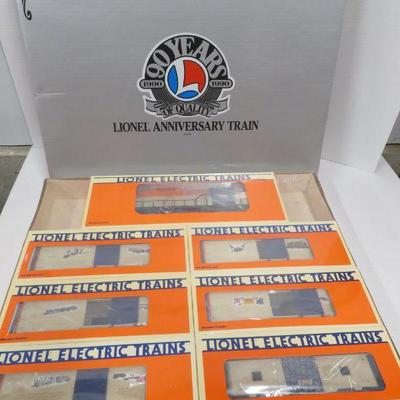 90 YEARS
1900 L 1990
OF QUALITY
LIONEL ANNIVERSARY TRAIN
LIONEL ELECTRIC TRAINS
LIONEL ELECTRIC TRAINS
LIONEL ELECTRIC TRAINS
LIONEL ELECTRIC TRAINS
LIONEL ELECTRIC TRAINS
LIONEL ELECTRIC TRAINS
LIONEL ELECTRIC TRAINS